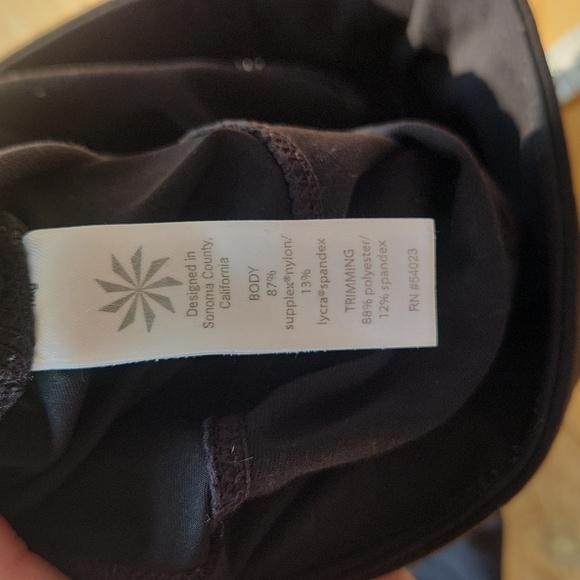 Designed in
Sonoma County,
California
BODY
87%
supplex®nylon/
13%
lycra®spandex
TRIMMING
88% polyester/
12% spandex
RN #54023